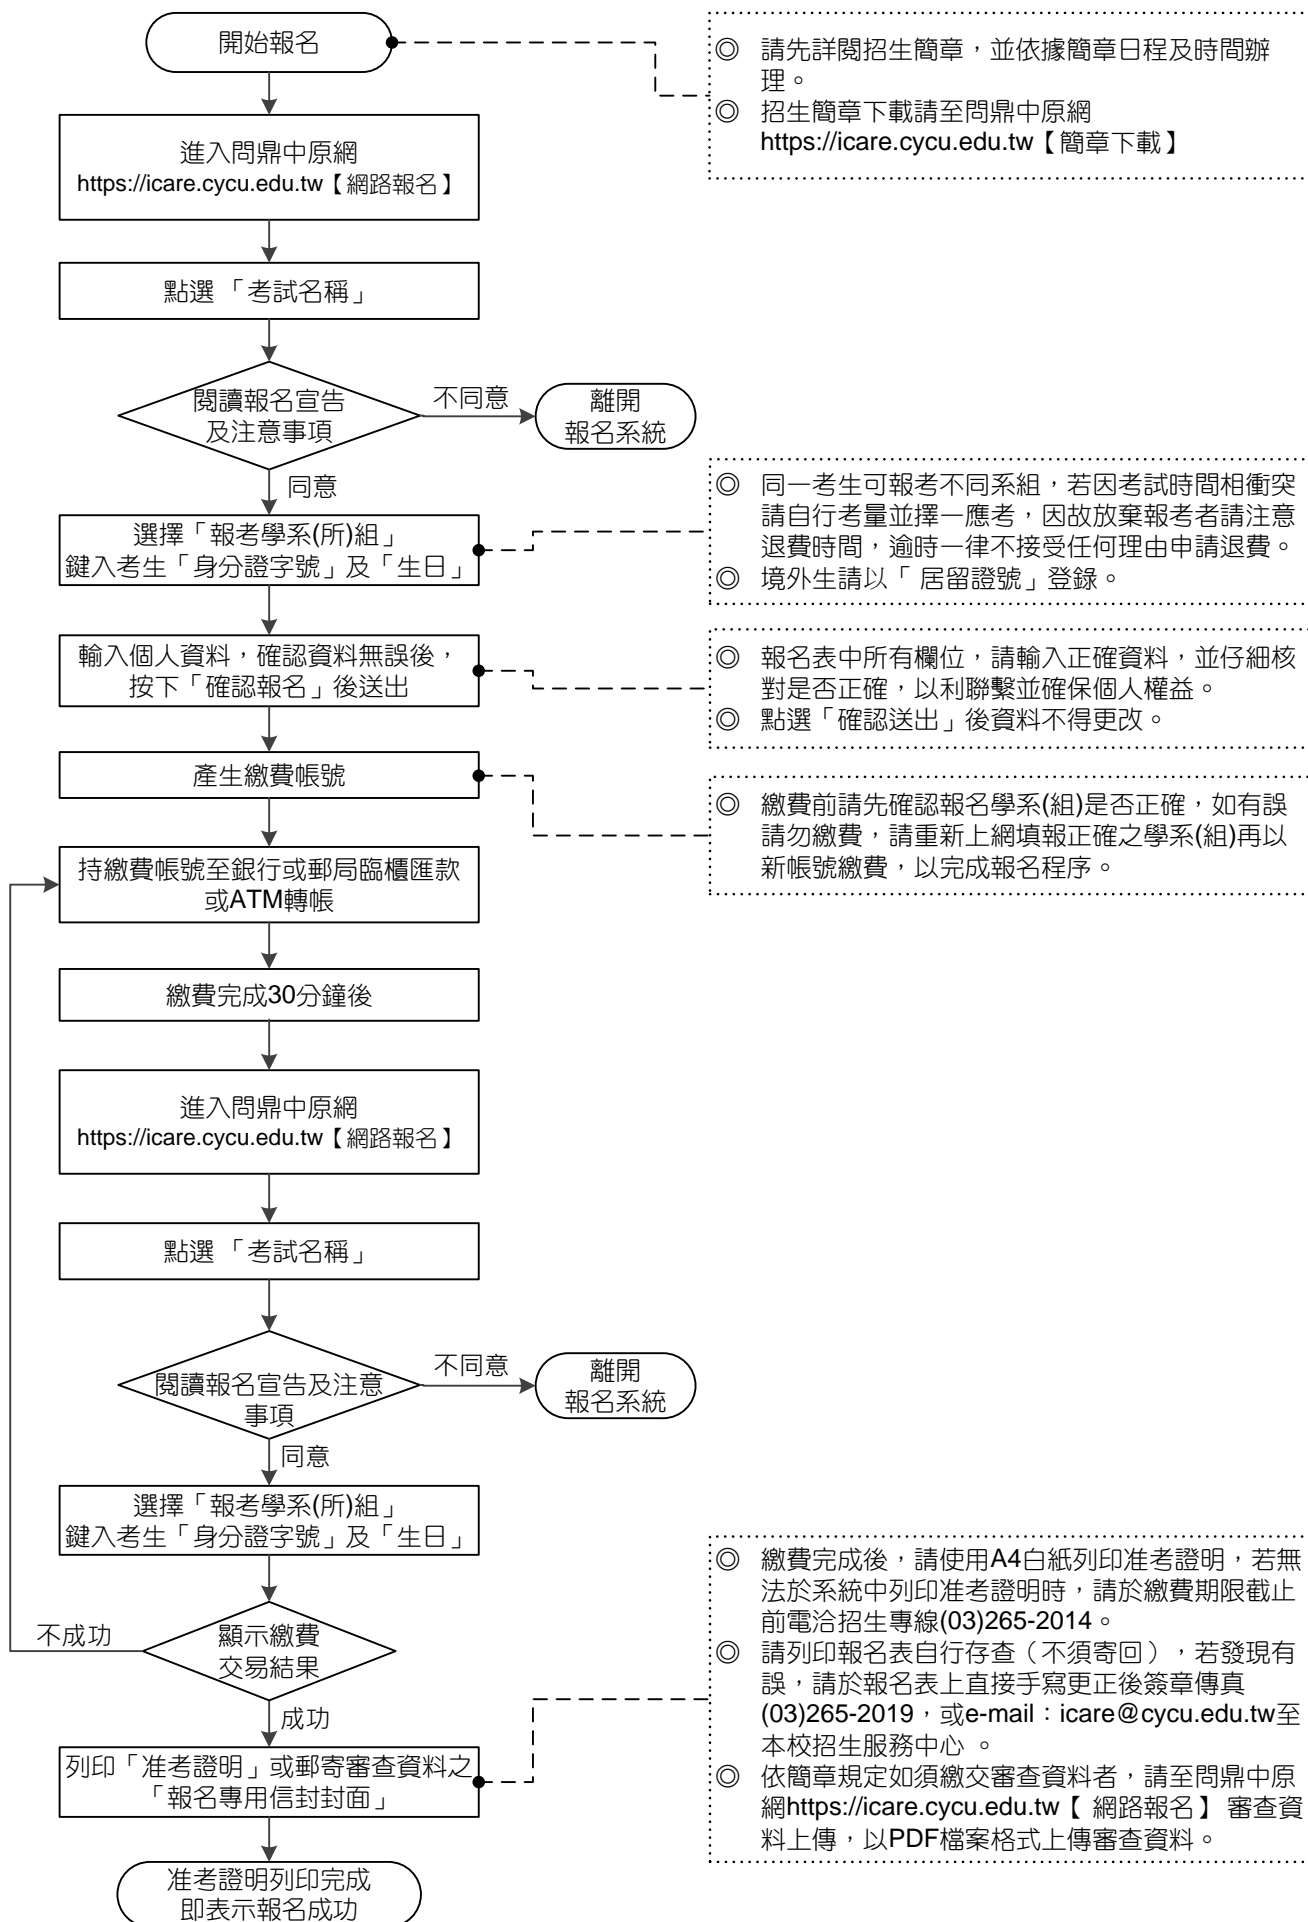 開始報名
◎ 請先詳閱招生簡章，並依據簡章日程及時間辦
理。
◎ 招生簡章下載請至問鼎中原網
https://icare.cycu.edu.tw【簡章下載】
進入問鼎中原網
https://icare.cycu.edu.tw【網路報名】
點選「考試名稱」
閱讀報名宣告
及注意事項
不同意
離開
報名系統
同意
選擇「報考學系(所)組」
鍵入考生「身分證字號」及「生日」
◎ 同一考生可報考不同系組，若因考試時間相衝突
請自行考量並擇一應考，因故放棄報考者請注意
退費時間，逾時一律不接受任何理由申請退費。
◎ 境外生請以「 居留證號」登錄。
輸入個人資料，確認資料無誤後，
按下「確認報名」後送出
◎ 報名表中所有欄位，請輸入正確資料，並仔細核
對是否正確，以利聯繫並確保個人權益。
◎ 點選「確認送出」後資料不得更改。
產生繳費帳號
◎ 繳費前請先確認報名學系(組)是否正確，如有誤
請勿繳費，請重新上網填報正確之學系(組)再以
新帳號繳費，以完成報名程序。
持繳費帳號至銀行或郵局臨櫃匯款
或ATM轉帳
繳費完成30分鐘後
進入問鼎中原網
https://icare.cycu.edu.tw【網路報名】
點選「考試名稱」
閱讀報名宣告及注意
事項
不同意
離開
報名系統
同意
選擇「報考學系(所)組」
鍵入考生「身分證字號」及「生日」
顯示繳費
交易結果
不成功
成功
列印「准考證明」或郵寄審查資料之
「報名專用信封封面」
◎ 繳費完成後，請使用A4白紙列印准考證明，若無
法於系統中列印准考證明時，請於繳費期限截止
前電洽招生專線(03)265-2014。
◎ 請列印報名表自行存查（不須寄回），若發現有
誤，請於報名表上直接手寫更正後簽章傳真
(03)265-2019，或e-mail：icare@cycu.edu.tw至
本校招生服務中心 。
◎ 依簡章規定如須繳交審查資料者，請至問鼎中原
網https://icare.cycu.edu.tw【 網路報名】 審查資
料上傳，以PDF檔案格式上傳審查資料。
准考證明列印完成
即表示報名成功